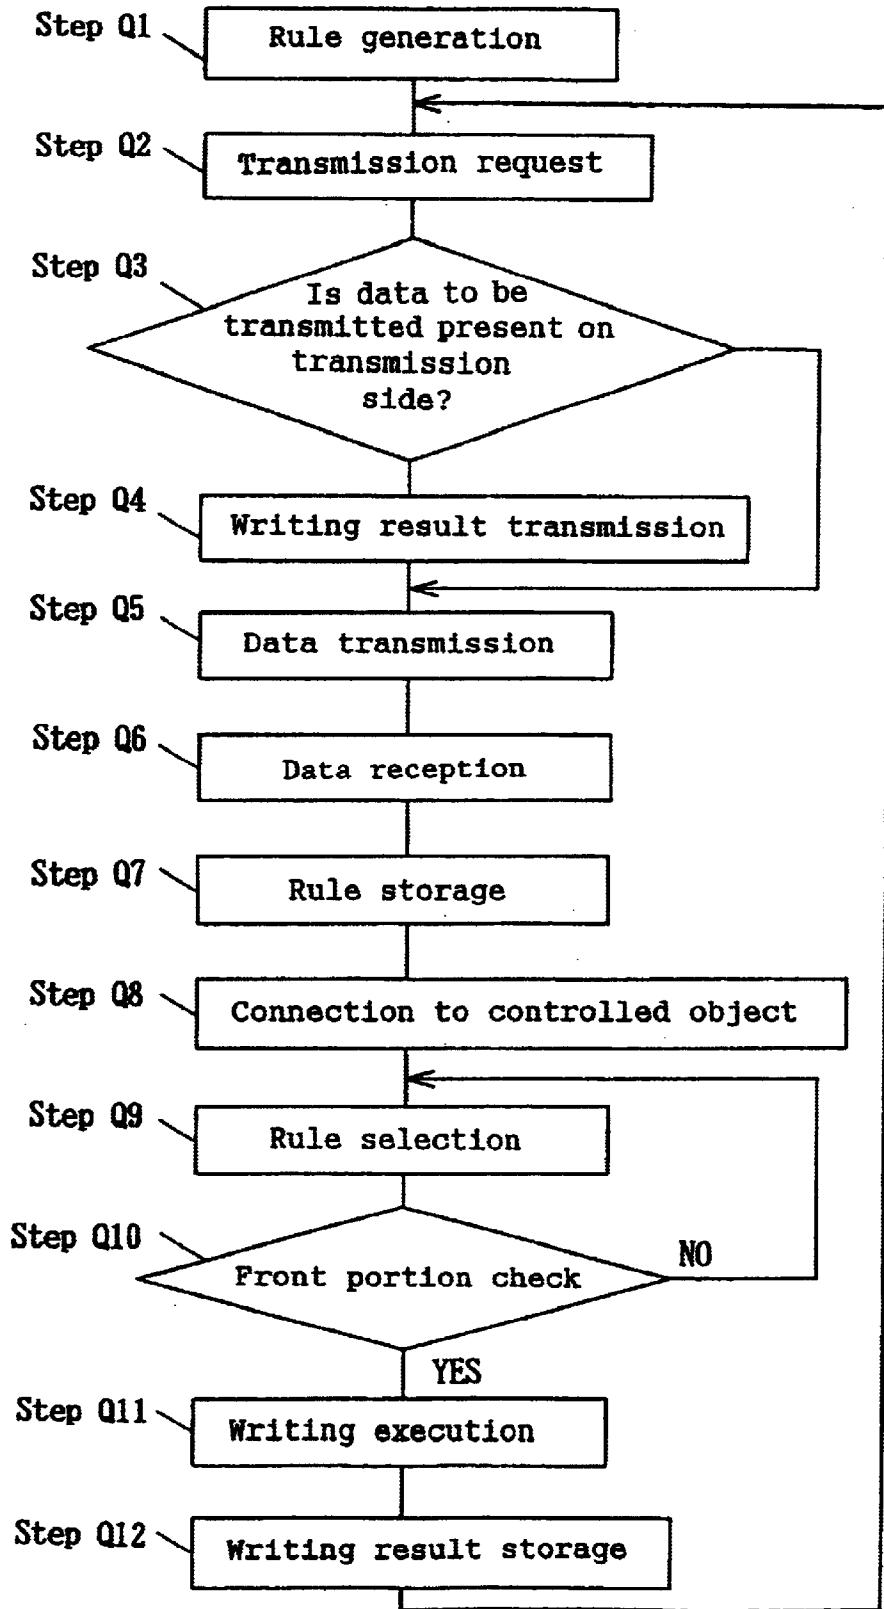 Step Q1
Rule generation
Step Q2
Transmission request
Step Q3
Is data to be
transmitted present on
transmission
side?
Step Q4
Writing result transmission
Step Q5
Data transmission
Step Q6
Data reception
Step Q7
Rule storage
Step Q8
Connection to controlled object
Step Q9
Rule selection
Step Q10
Front portion check
NO
YES
Step Q11
Writing execution
Step Q12
Writing result storage